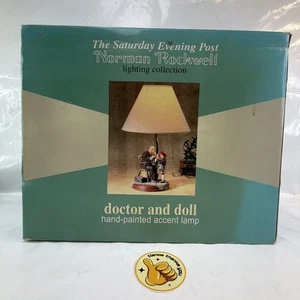 The Saturday Evening Post
Norman Rockwell
lighting collection
doctor and doll
hand-painted accent lamp